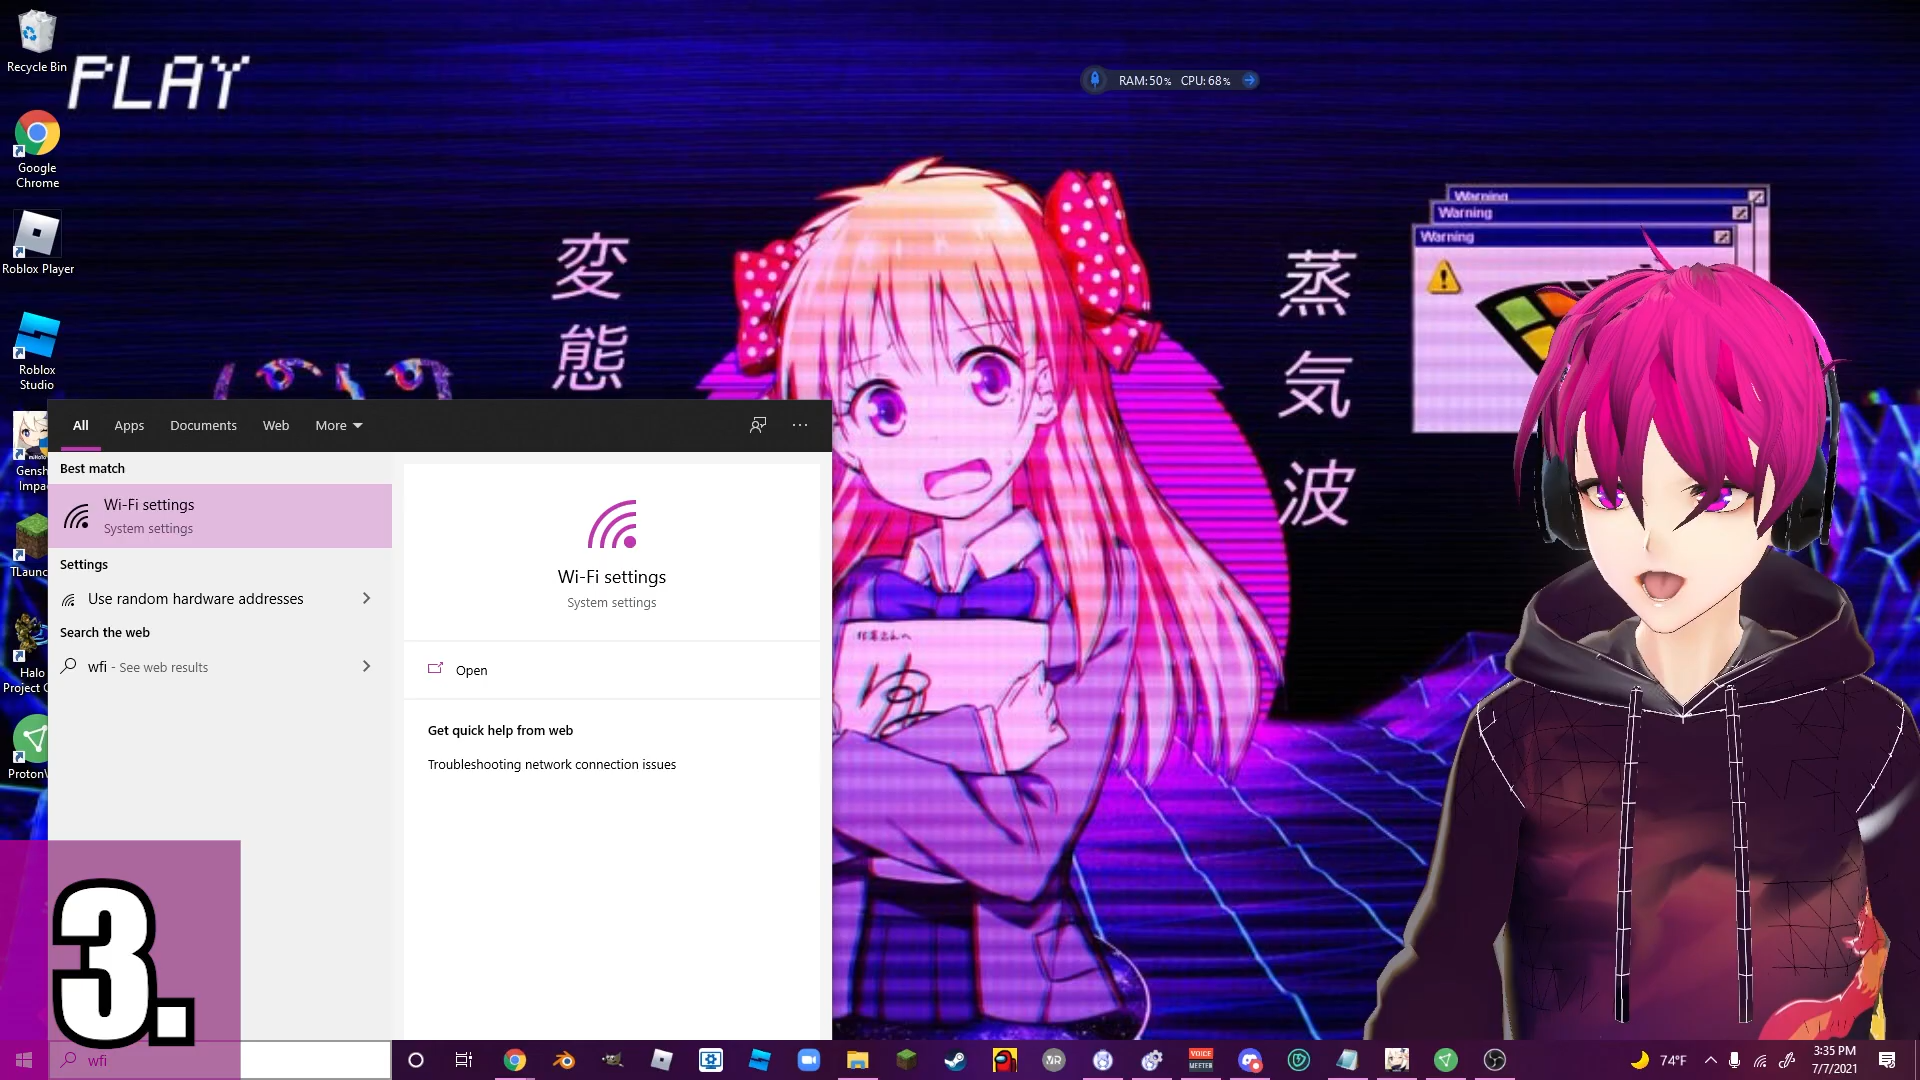 Recycle Bin
PLAY
RAM:50% CPU:68%
Google
Chrome
Roblox Player
Roblox
Studio
変態
蒸気波
Warning
Warning
Warning
Gensh
Impa
TLaunc
Halo
Project C
All Apps Documents Web More
Best match
Wi-Fi settings
System settings
Settings
Use random hardware addresses
Search the web
wfi - See web results
Wi-Fi settings
System settings
Open
Get quick help from web
Troubleshooting network connection issues
3.
wfi
VOICE
MEETER
74°F
3:35 PM
7/7/2021